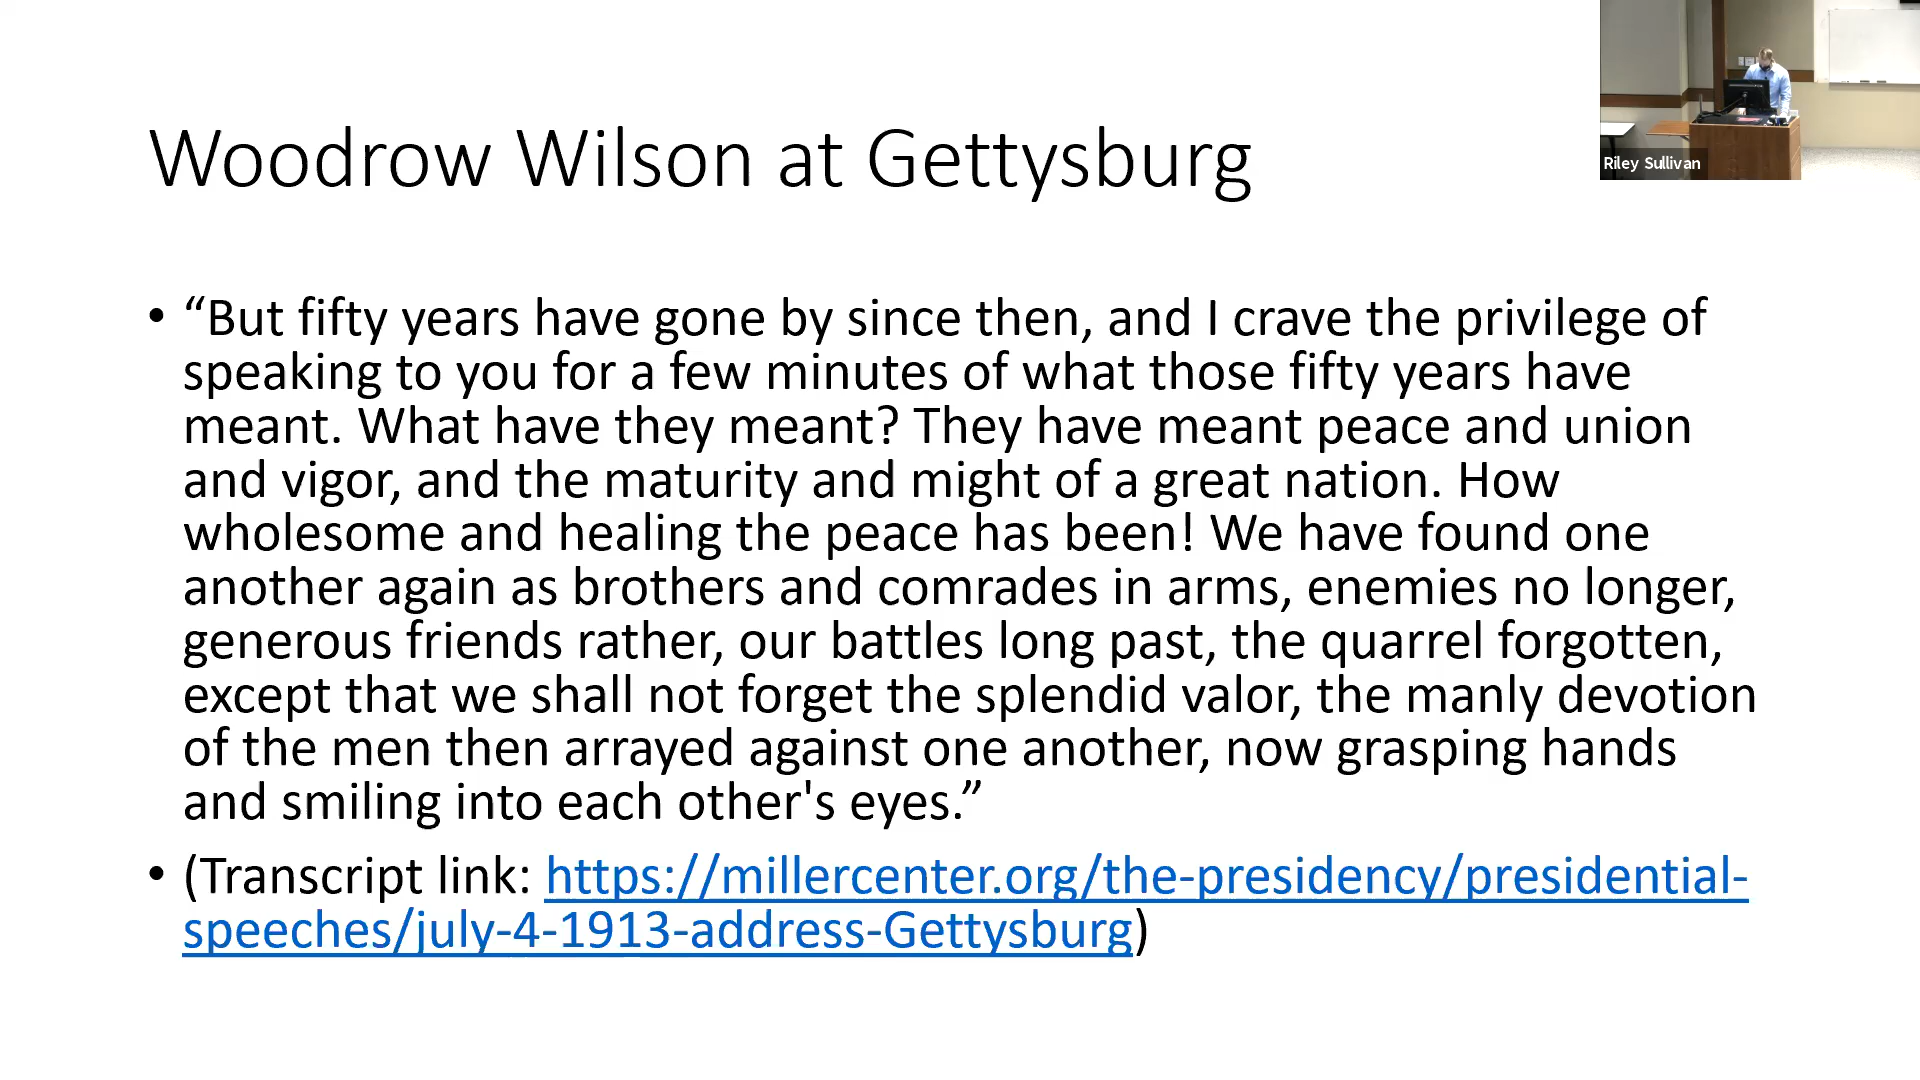 Woodrow Wilson at Gettysburg
Riley Sullivan
• “But fifty years have gone by since then, and I crave the privilege of
speaking to you for a few minutes of what those fifty years have
meant. What have they meant? They have meant peace and union
and vigor, and the maturity and might of a great nation. How
wholesome and healing the peace has been! We have found one
another again as brothers and comrades in arms, enemies no longer,
generous friends rather, our battles long past, the quarrel forgotten,
except that we shall not forget the splendid valor, the manly devotion
of the men then arrayed against one another, now grasping hands
and smiling into each other's eyes.”
• (Transcript link: https://millercenter.org/the-presidency/presidential-
speeches/july-4-1913-address-Gettysburg)